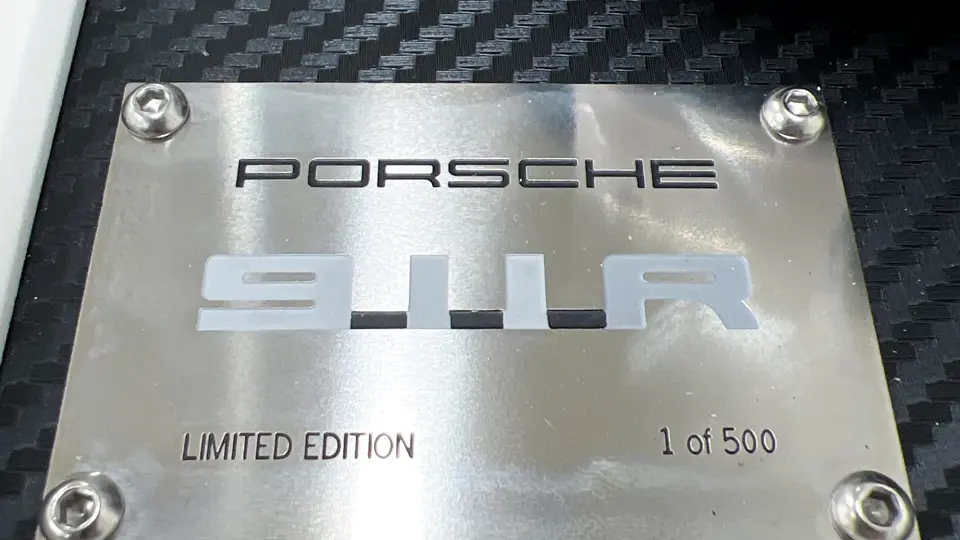 PORSCHE
911R
LIMITED EDITION
1 of 500